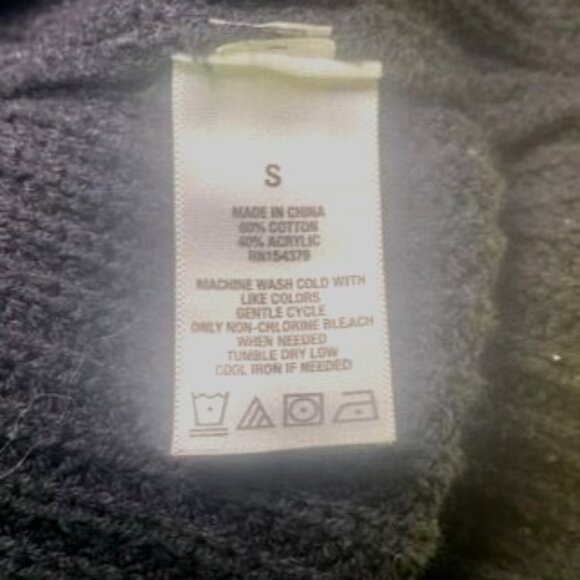 S
MADE IN CHINA
60% COTTON
40% ACRYLIC
RN154379
MACHINE WASH COLD WITH
LIKE COLORS
GENTLE CYCLE
ONLY NON-CHLORINE BLEACH
WHEN NEEDED
TUMBLE DRY LOW
COOL IRON IF NEEDED